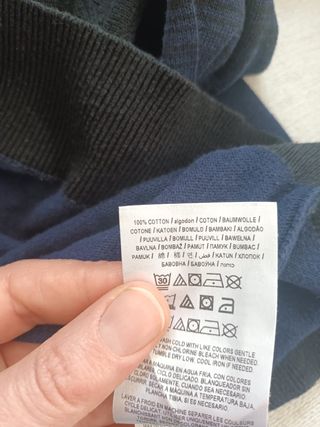 100% COTTON / algodon / COTON / BAUMWOLLE /
COTONE / KATOEN / BOMULD / BAMBAKI / ALGODÃO
/ PUUVILLA / BOMULL / PUUVILL / BAWEŁNA /
BAVLNA / BOMBAŽ / PAMUT / ПАМУК / BUMBAC /
PAMUK / 綿 / 棉 / 면 / قطن / KATUN / ХЛОПОК /
БАВОВНА / БАВОЎНА / כותנה
30
WASH COLD WITH LIKE COLORS GENTLE
NON CHLORINE BLEACH WHEN NEEDED.
TUMBLE DRY LOW. COOL IRON IF NEEDED
LAVAR A MAQUINA EN AGUA FRIA, CON COLORES
CICLO DELICADO. BLANQUEADOR SIN
CLORO CUANDO SEA NECESARIO.
SECAR A MAQUINA A TEMPERATURA BAJA
PLANCHA TIBIA, SI ES NECESARIO.
LAVER A FROID
MACHINE SEPARER LES COULEURS